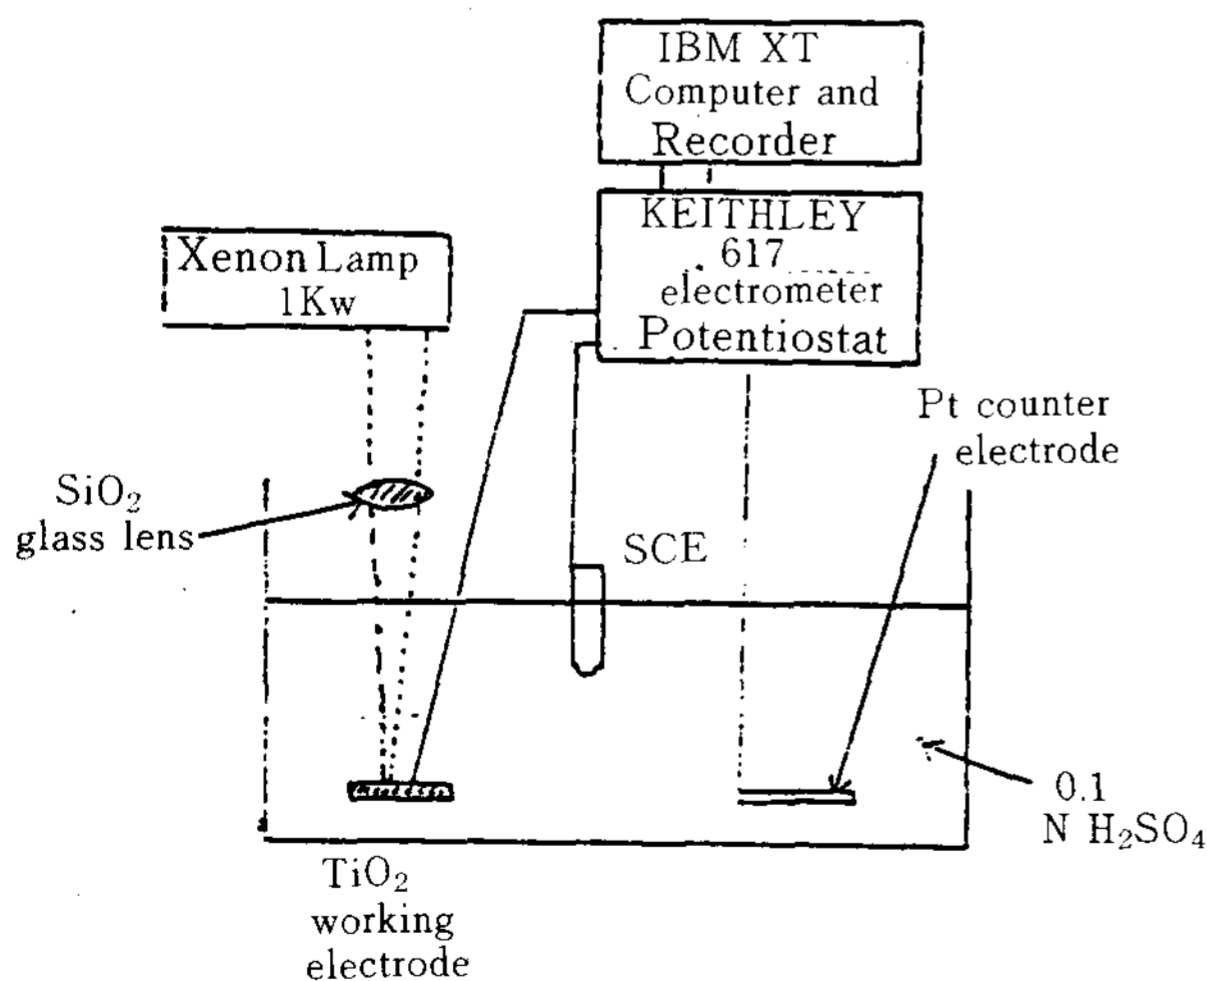 IBM XT
Computer and
Recorder
KEITHLEY
617
electrometer
Potentiostat
Xenon Lamp
1Kw
Pt counter
electrode
SiO₂
glass lens
SCE
0.1
N H₂SO₄
TiO₂
working
electrode